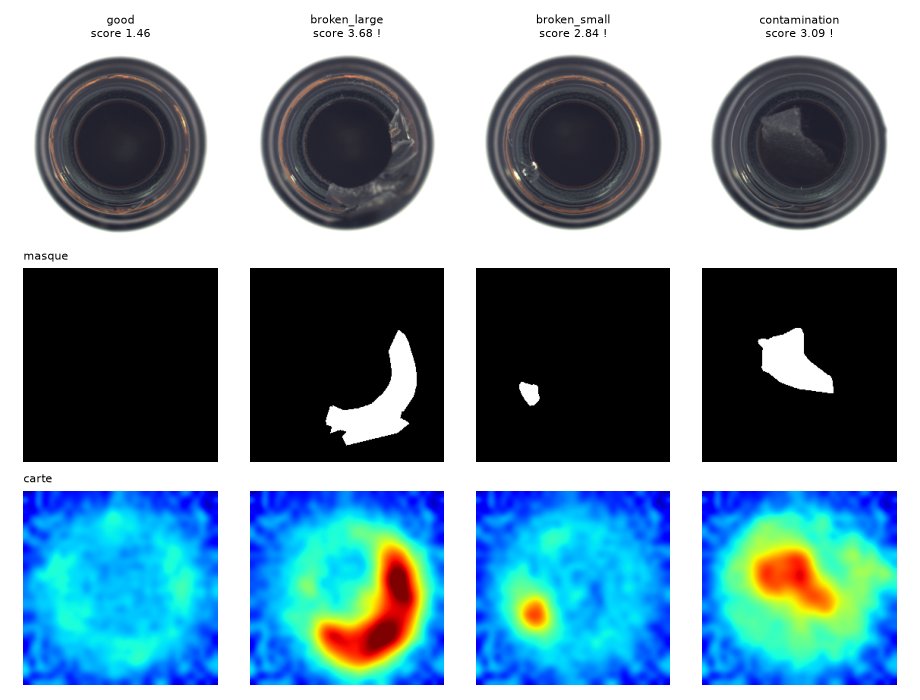 good
score 1.46
broken_large
score 3.68 !
broken_small
score 2.84 !
contamination
score 3.09 !
masque
carte